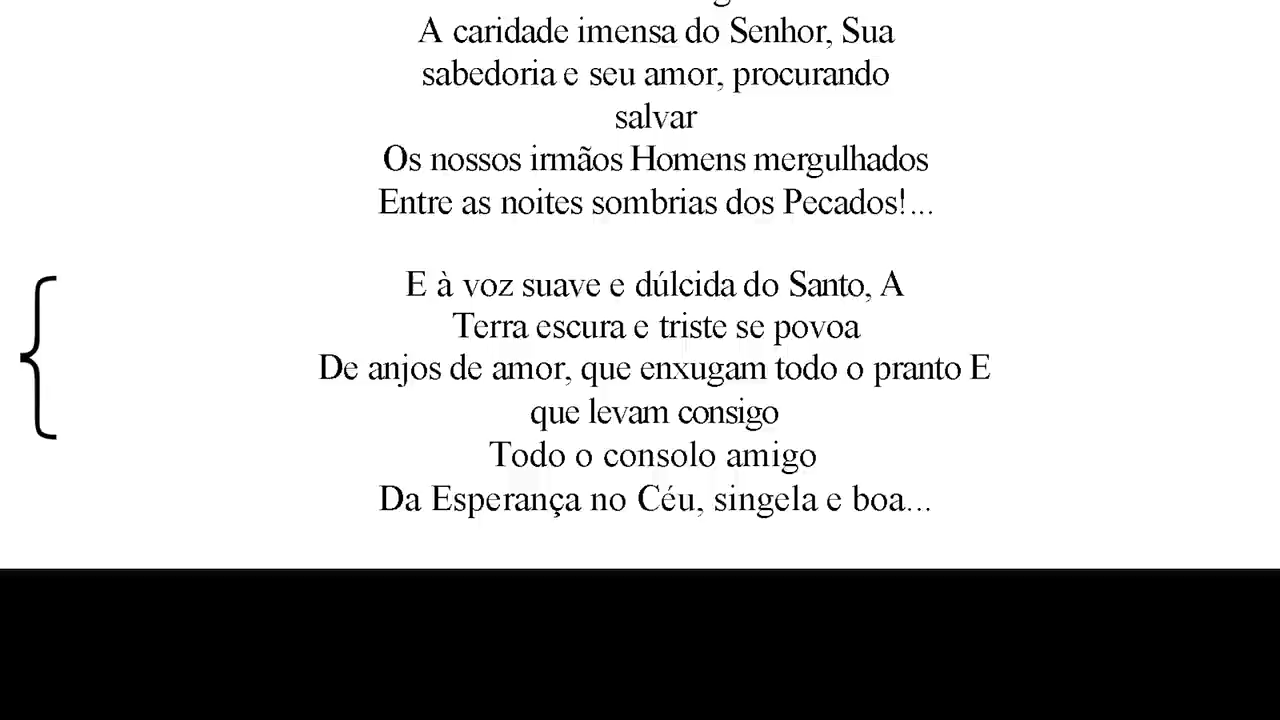 A caridade imensa do Senhor, Sua
sabedoria e seu amor, procurando
salvar
Os nossos irmãos Homens mergulhados
Entre as noites sombrias dos Pecados!...
E à voz suave e dúlcida do Santo, A
Terra escura e triste se povoa
De anjos de amor, que enxugam todo o pranto E
que levam consigo
Todo o consolo amigo
Da Esperança no Céu, singela e boa...